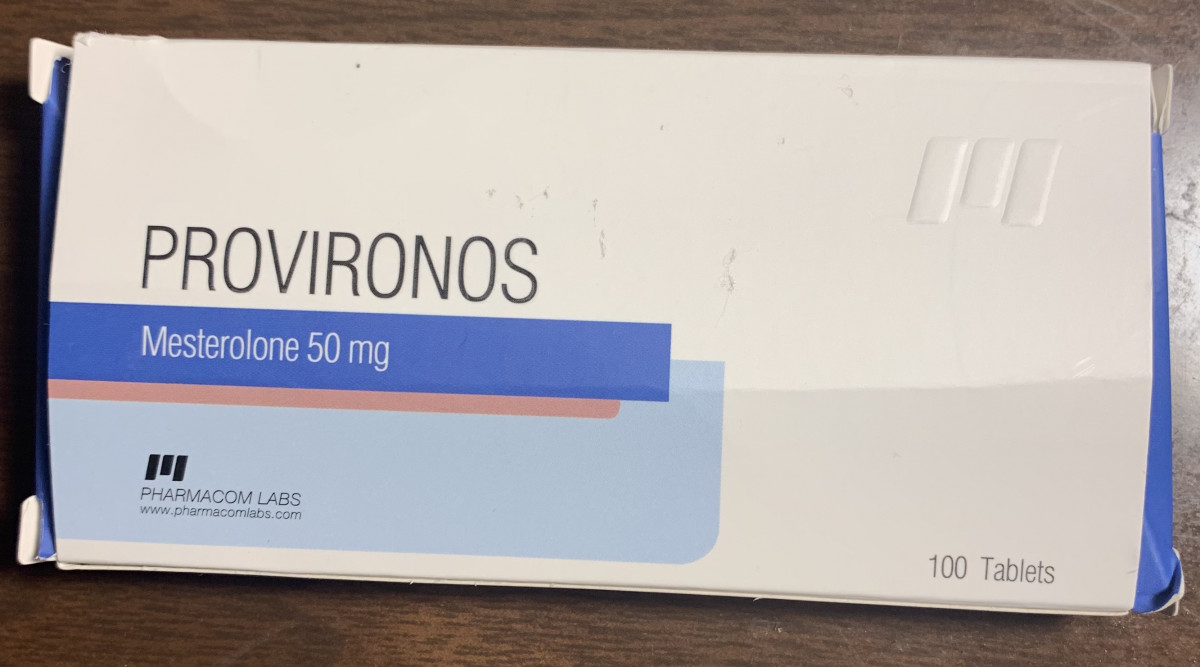 PROVIRONOS
Mesterolone 50 mg
PHARMACOM LABS
www.pharmacomlabs.com
100 Tablets